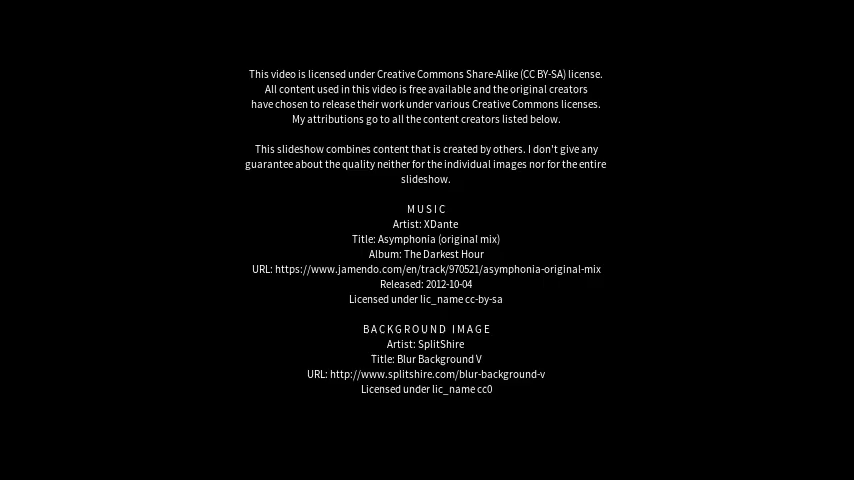 This video is licensed under Creative Commons Share-Alike (CC BY-SA) license.
All content used in this video is free available and the original creators
have chosen to release their work under various Creative Commons licenses.
My attributions go to all the content creators listed below.
This slideshow combines content that is created by others. I don't give any
guarantee about the quality neither for the individual images nor for the entire
slideshow.
MUSIC
Artist: XDante
Title: Asymphonia (original mix)
Album: The Darkest Hour
URL: https://www.jamendo.com/en/track/970521/asymphonia-original-mix
Released: 2012-10-04
Licensed under lic_name cc-by-sa
BACKGROUND IMAGE
Artist: SplitShire
Title: Blur Background V
URL: http://www.splitshire.com/blur-background-v
Licensed under lic_name cc0